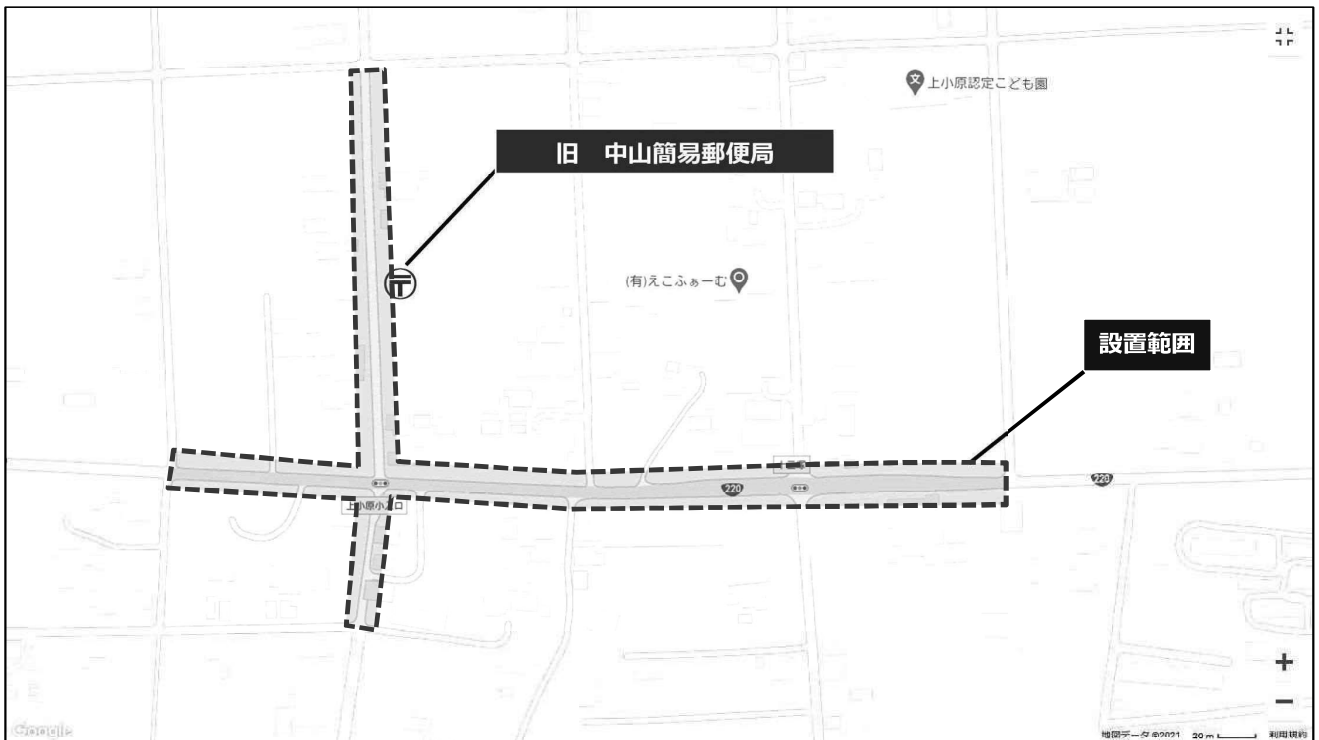 上小原認定こども園
旧　中山簡易郵便局
(有)えこふぁーむ
設置範囲
220
220
上小原小入口
Google
地図データ ©2021
20 m
利用規約